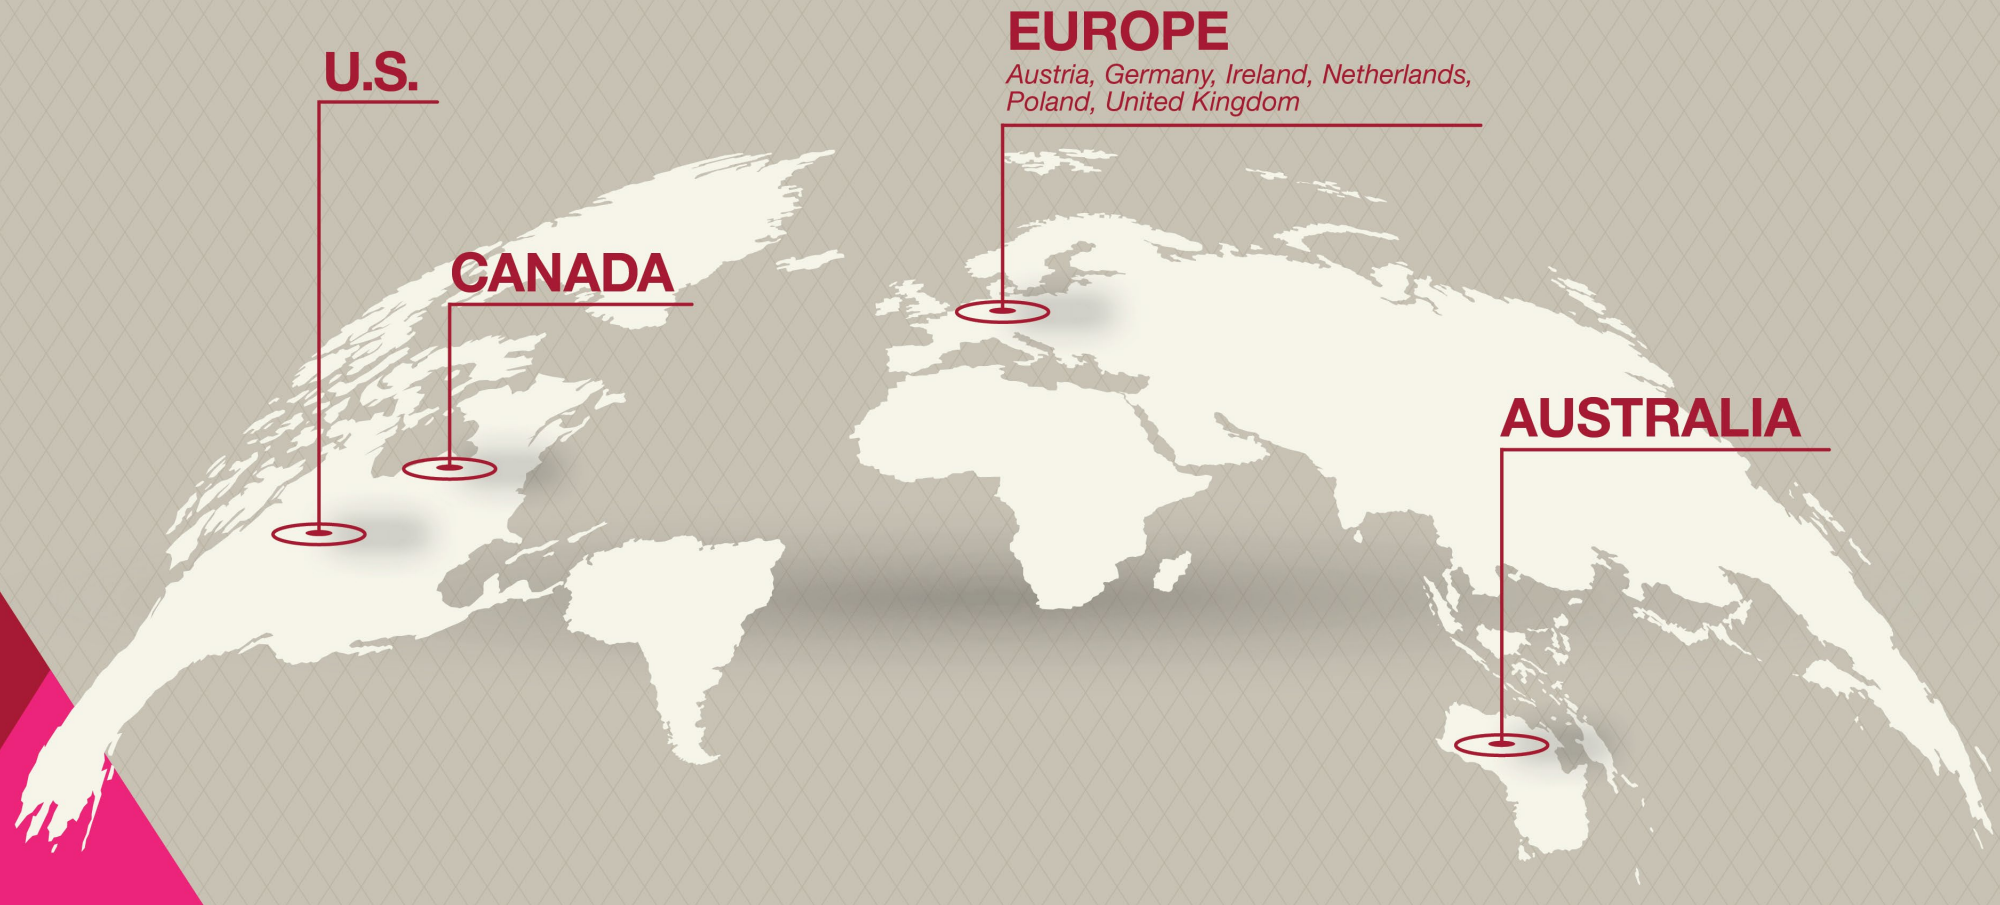 U.S.
EUROPE
Austria, Germany, Ireland, Netherlands,
Poland, United Kingdom
CANADA
AUSTRALIA